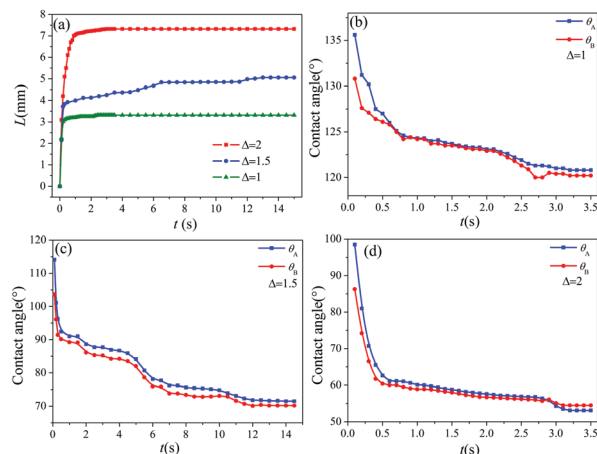 (a)
8
7
6
5
4
3
2
1
0
L(mm)
Δ=2
Δ=1.5
Δ=1
0 2 4 6 8 10 12 14
t (s)
(b)
θA
θB
Δ=1
135
130
125
120
Contact angle(°)
0.0 0.5 1.0 1.5 2.0 2.5 3.0 3.5
t(s)
(c)
θA
θB
Δ=1.5
120
110
100
90
80
70
Contact angle(°)
0 2 4 6 8 10 12 14
t(s)
(d)
θA
θB
Δ=2
100
90
80
70
60
50
Contact angle(°)
0.0 0.5 1.0 1.5 2.0 2.5 3.0 3.5
t(s)